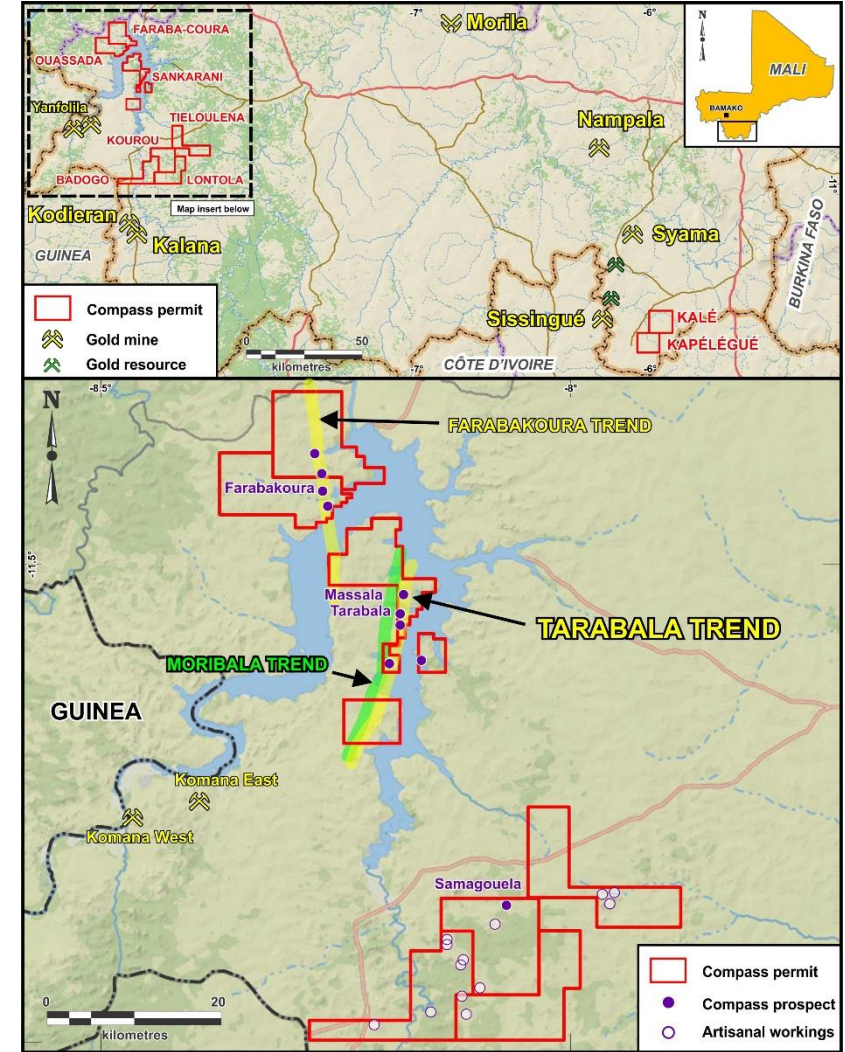 -7°
-6°
N
FARABA-COURA
Morila
OUASSADA
MALI
SANKARANI
Yanfolila
BAMAKO
TIELOULENA
Nampala
KOUROU
BADOGO
LONTOLA
-11°
Map insert below
Kodieran
Kalana
Syama
GUINEA
BURKINA FASO
Compass permit
Gold mine
Gold resource
Sissingué
KALÉ
KAPÉLÉGUÉ
0
50
kilometres
CÔTE D'IVOIRE
-7°
-6°
-8.5°
-8°
N
FARABAKOURA TREND
Farabakoura
-11.5°
Massala
Tarabala
TARABALA TREND
MORIBALA TREND
GUINEA
Komana East
Komana West
Samagouela
0
20
kilometres
Compass permit
Compass prospect
Artisanal workings